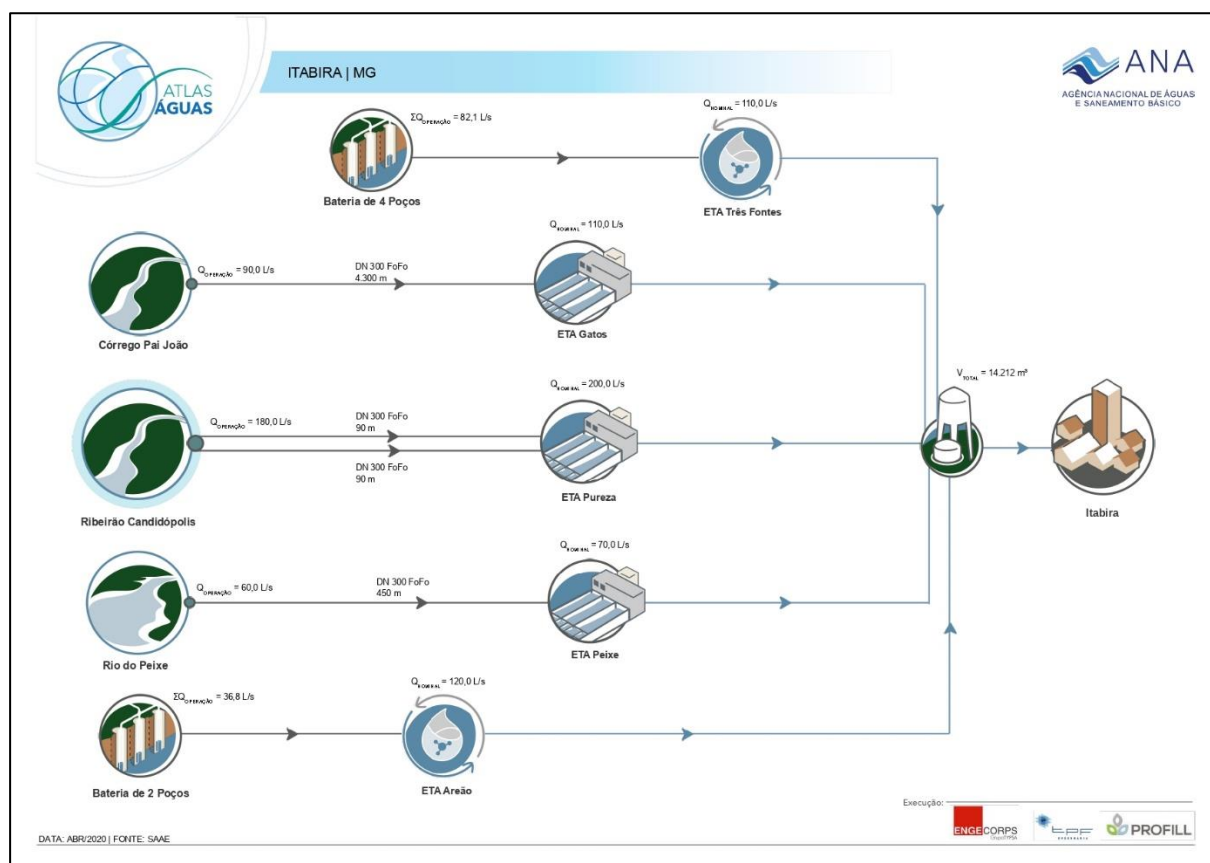 ATLAS
ÁGUAS
ITABIRA | MG
ANA
AGÊNCIA NACIONAL DE ÁGUAS
E SANEAMENTO BÁSICO
ΣQOPERAÇÃO = 82,1 L/s
QNOMINAL = 110,0 L/s
Bateria de 4 Poços
ETA Três Fontes
QOPERAÇÃO = 90,0 L/s
DN 300 FoFo
4.300 m
QNOMINAL = 110,0 L/s
Córrego Pai João
ETA Gatos
QOPERAÇÃO = 180,0 L/s
DN 300 FoFo
90 m
DN 300 FoFo
90 m
QNOMINAL = 200,0 L/s
VTOTAL = 14.212 m³
Ribeirão Candidópolis
ETA Pureza
Itabira
QOPERAÇÃO = 60,0 L/s
DN 300 FoFo
450 m
QNOMINAL = 70,0 L/s
Rio do Peixe
ETA Peixe
ΣQOPERAÇÃO = 36,8 L/s
QNOMINAL = 120,0 L/s
Bateria de 2 Poços
ETA Areão
Execução:
ENGECORPS
tpf
PROFILL
DATA: ABR/2020 | FONTE: SAAE